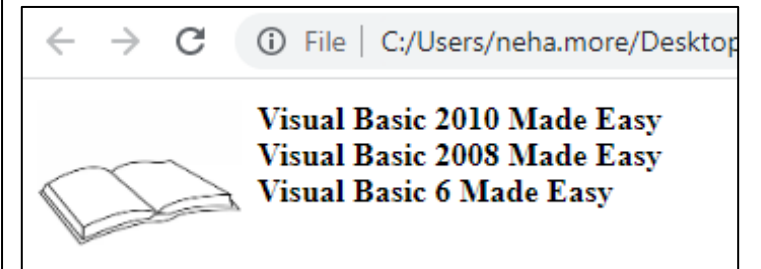 File | C:/Users/neha.more/Desktop
Visual Basic 2010 Made Easy
Visual Basic 2008 Made Easy
Visual Basic 6 Made Easy